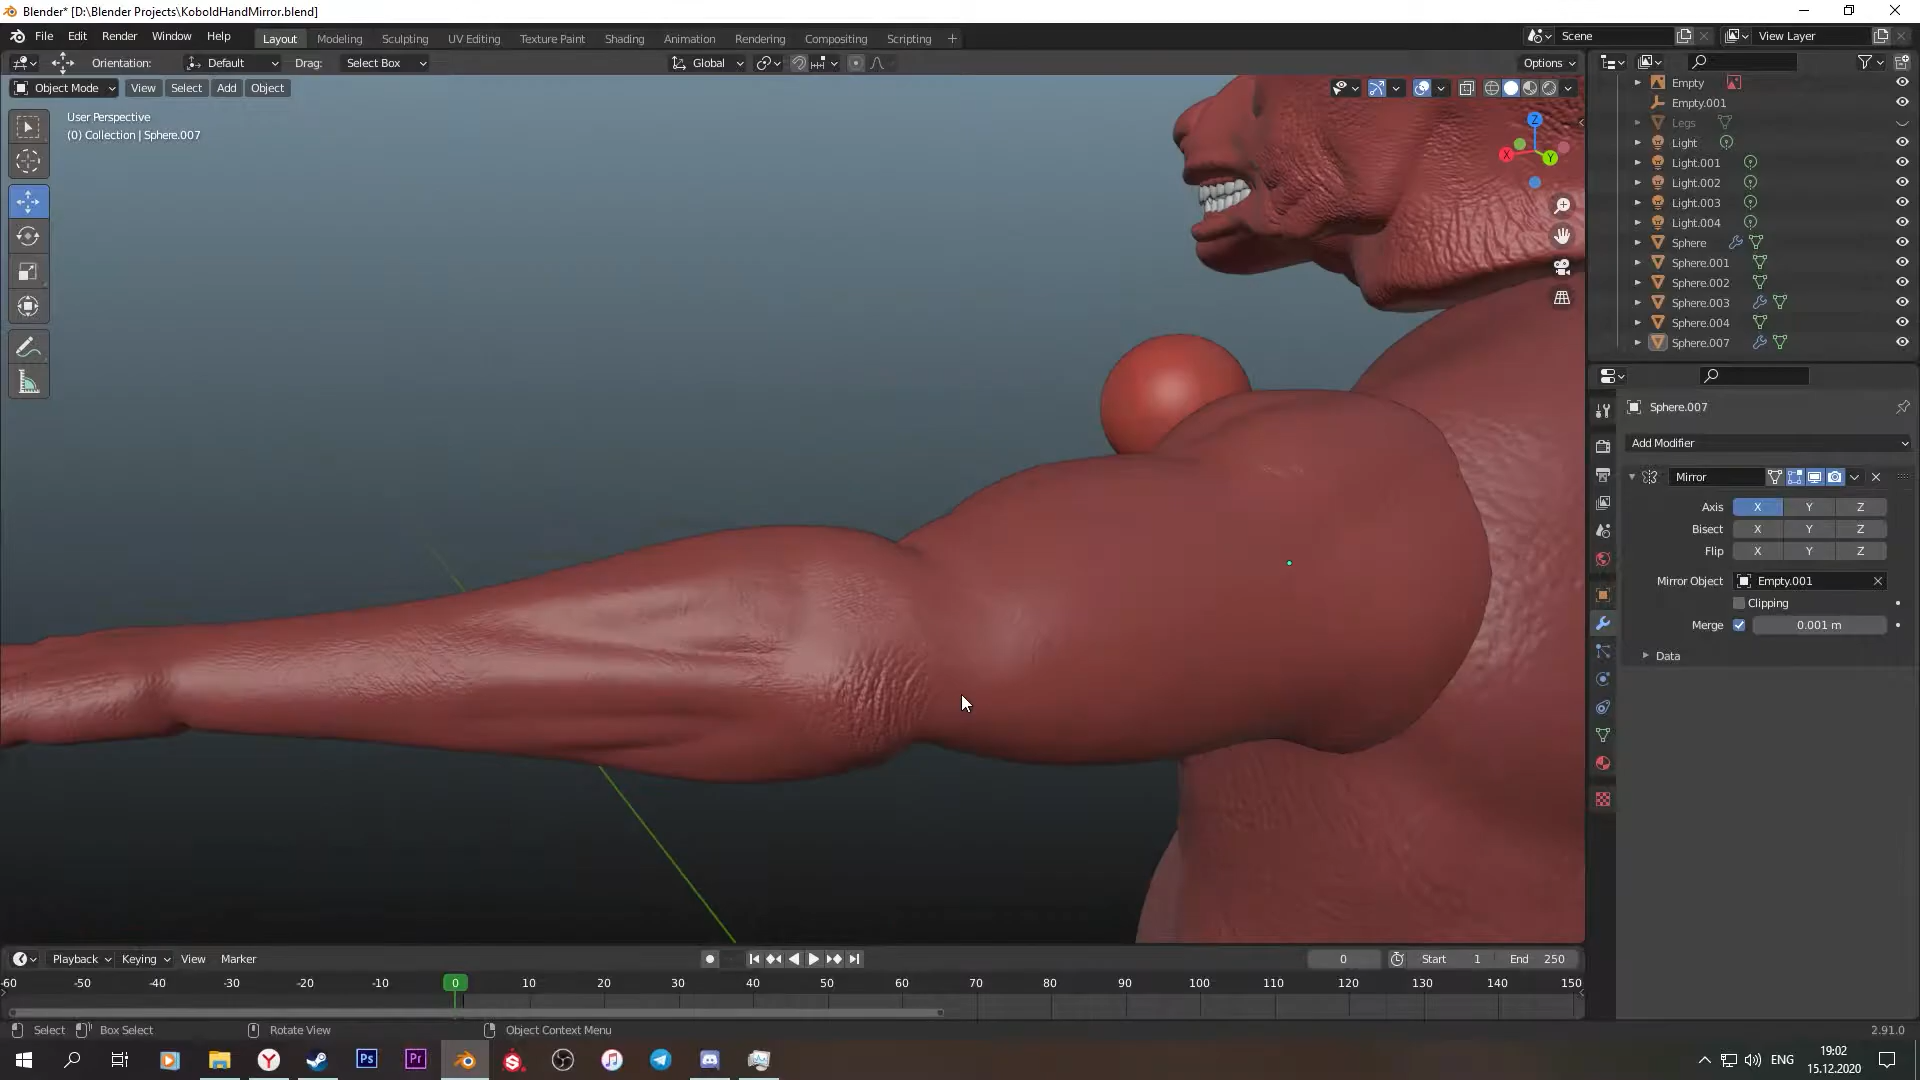 Blender* [D:\Blender Projects\KoboldHandMirror.blend]
File Edit Render Window Help
Layout Modeling Sculpting UV Editing Texture Paint Shading Animation Rendering Compositing Scripting +
Scene
View Layer
Orientation: Default Drag: Select Box
Global
Options
Object Mode View Select Add Object
User Perspective
(0) Collection | Sphere.007
Z
X
Y
Empty
Empty.001
Legs
Light
Light.001
Light.002
Light.003
Light.004
Sphere
Sphere.001
Sphere.002
Sphere.003
Sphere.004
Sphere.007
Sphere.007
Add Modifier
Mirror
Axis X Y Z
Bisect X Y Z
Flip X Y Z
Mirror Object Empty.001
Clipping
Merge 0.001 m
Data
Playback Keying View Marker
0
Start 1
End 250
-60 -50 -40 -30 -20 -10 0 10 20 30 40 50 60 70 80 90 100 110 120 130 140 150
Select Box Select Rotate View Object Context Menu
2.91.0
Ps
Pr
ENG
19:02
15.12.2020